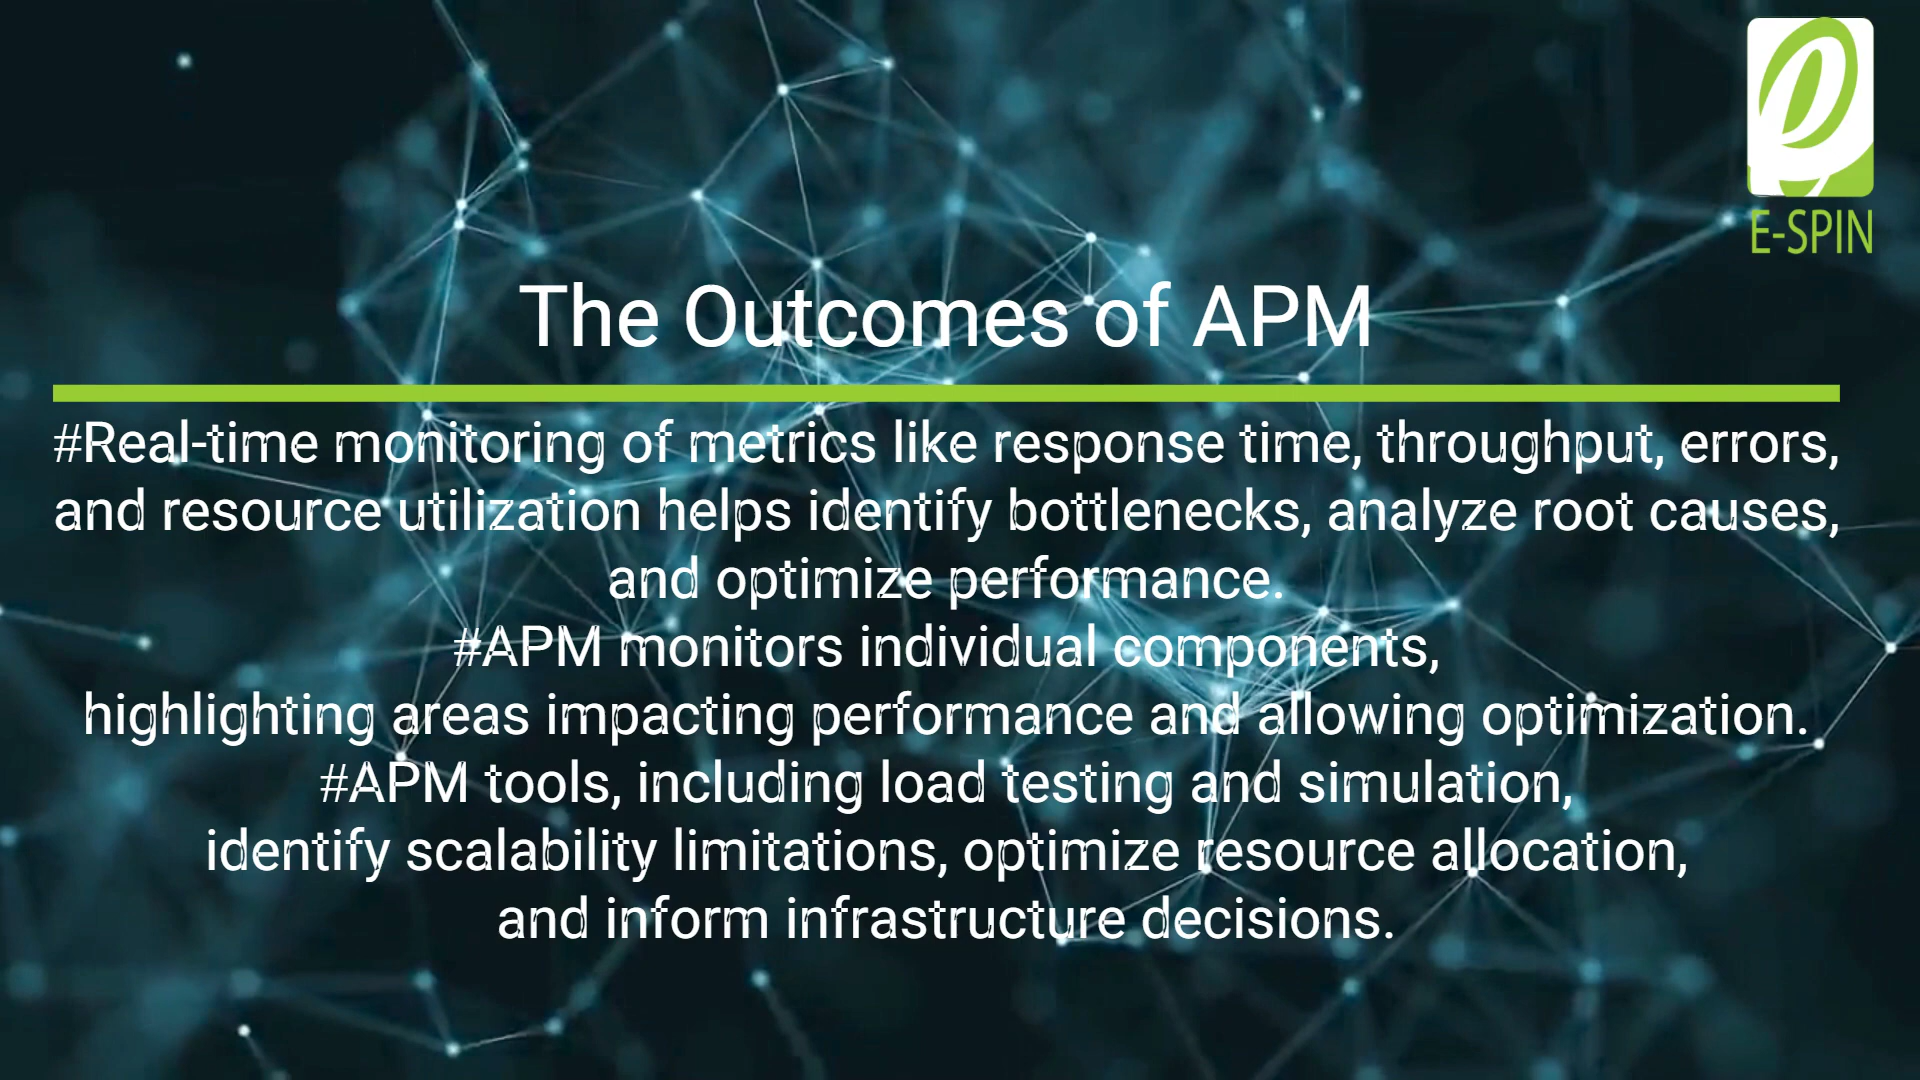 E-SPIN
The Outcomes of APM
#Real-time monitoring of metrics like response time, throughput, errors,
and resource utilization helps identify bottlenecks, analyze root causes,
and optimize performance.
#APM monitors individual components,
highlighting areas impacting performance and allowing optimization.
#APM tools, including load testing and simulation,
identify scalability limitations, optimize resource allocation,
and inform infrastructure decisions.